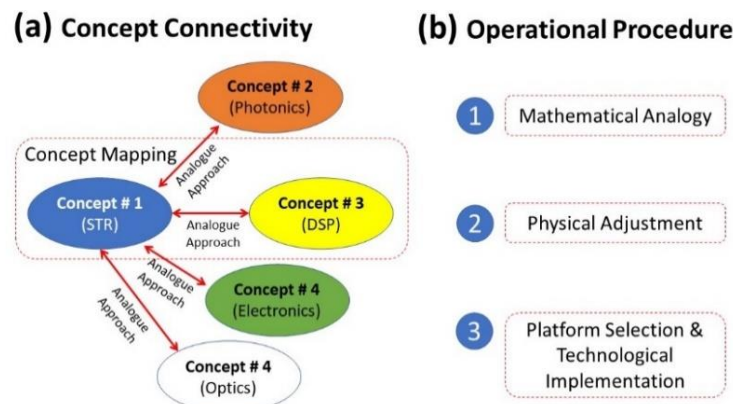 (a) Concept Connectivity
Concept # 2
(Photonics)
Concept Mapping
Analogue
Approach
Concept # 1
(STR)
Analogue
Approach
Concept # 3
(DSP)
Analogue
Approach
Concept # 4
(Electronics)
Analogue
Approach
Concept # 4
(Optics)
(b) Operational Procedure
1 Mathematical Analogy
2 Physical Adjustment
3 Platform Selection &
Technological
Implementation